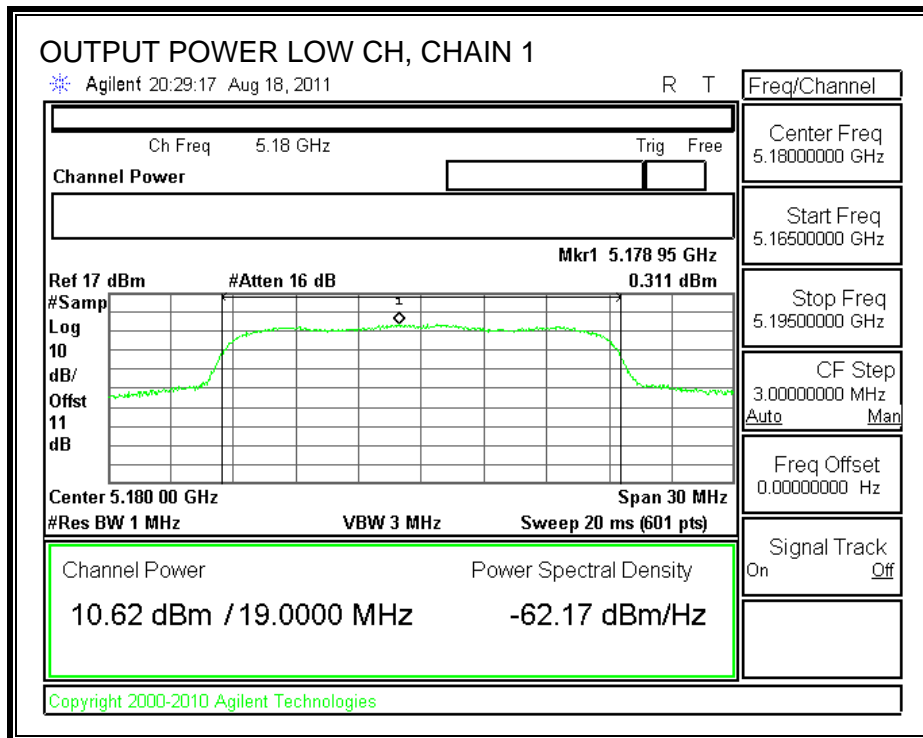 OUTPUT POWER LOW CH, CHAIN 1
Agilent 20:29:17 Aug 18, 2011 R T
Freq/Channel
Ch Freq 5.18 GHz Trig Free
Channel Power
Center Freq
5.18000000 GHz
Start Freq
5.16500000 GHz
Mkr1 5.178 95 GHz
Ref 17 dBm #Atten 16 dB 0.311 dBm
#Samp
Log
10
dB/
Offst
11
dB
1
Stop Freq
5.19500000 GHz
CF Step
3.00000000 MHz
Auto Man
Freq Offset
0.00000000 Hz
Center 5.180 00 GHz Span 30 MHz
#Res BW 1 MHz VBW 3 MHz Sweep 20 ms (601 pts)
Signal Track
On Off
Channel Power Power Spectral Density
10.62 dBm / 19.0000 MHz -62.17 dBm/Hz
Copyright 2000-2010 Agilent Technologies